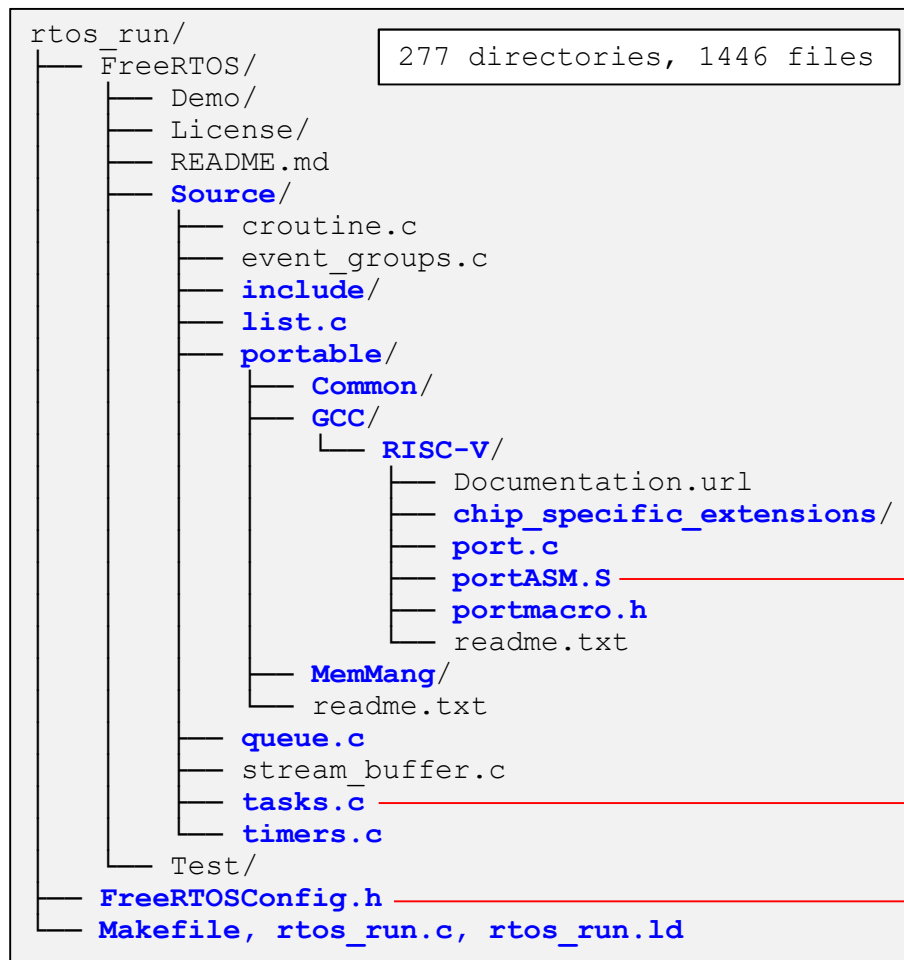 rtos_run/
277 directories, 1446 files
├── FreeRTOS/
│   ├── Demo/
│   ├── License/
│   ├── README.md
│   ├── Source/
│   │   ├── croutine.c
│   │   ├── event_groups.c
│   │   ├── include/
│   │   ├── list.c
│   │   ├── portable/
│   │   │   ├── Common/
│   │   │   ├── GCC/
│   │   │   │   └── RISC-V/
│   │   │   │       ├── Documentation.url
│   │   │   │       ├── chip_specific_extensions/
│   │   │   │       ├── port.c
│   │   │   │       ├── portASM.S
│   │   │   │       ├── portmacro.h
│   │   │   │       └── readme.txt
│   │   │   ├── MemMang/
│   │   │   └── readme.txt
│   │   ├── queue.c
│   │   ├── stream_buffer.c
│   │   ├── tasks.c
│   │   └── timers.c
│   └── Test/
├── FreeRTOSConfig.h
└── Makefile, rtos_run.c, rtos_run.ld